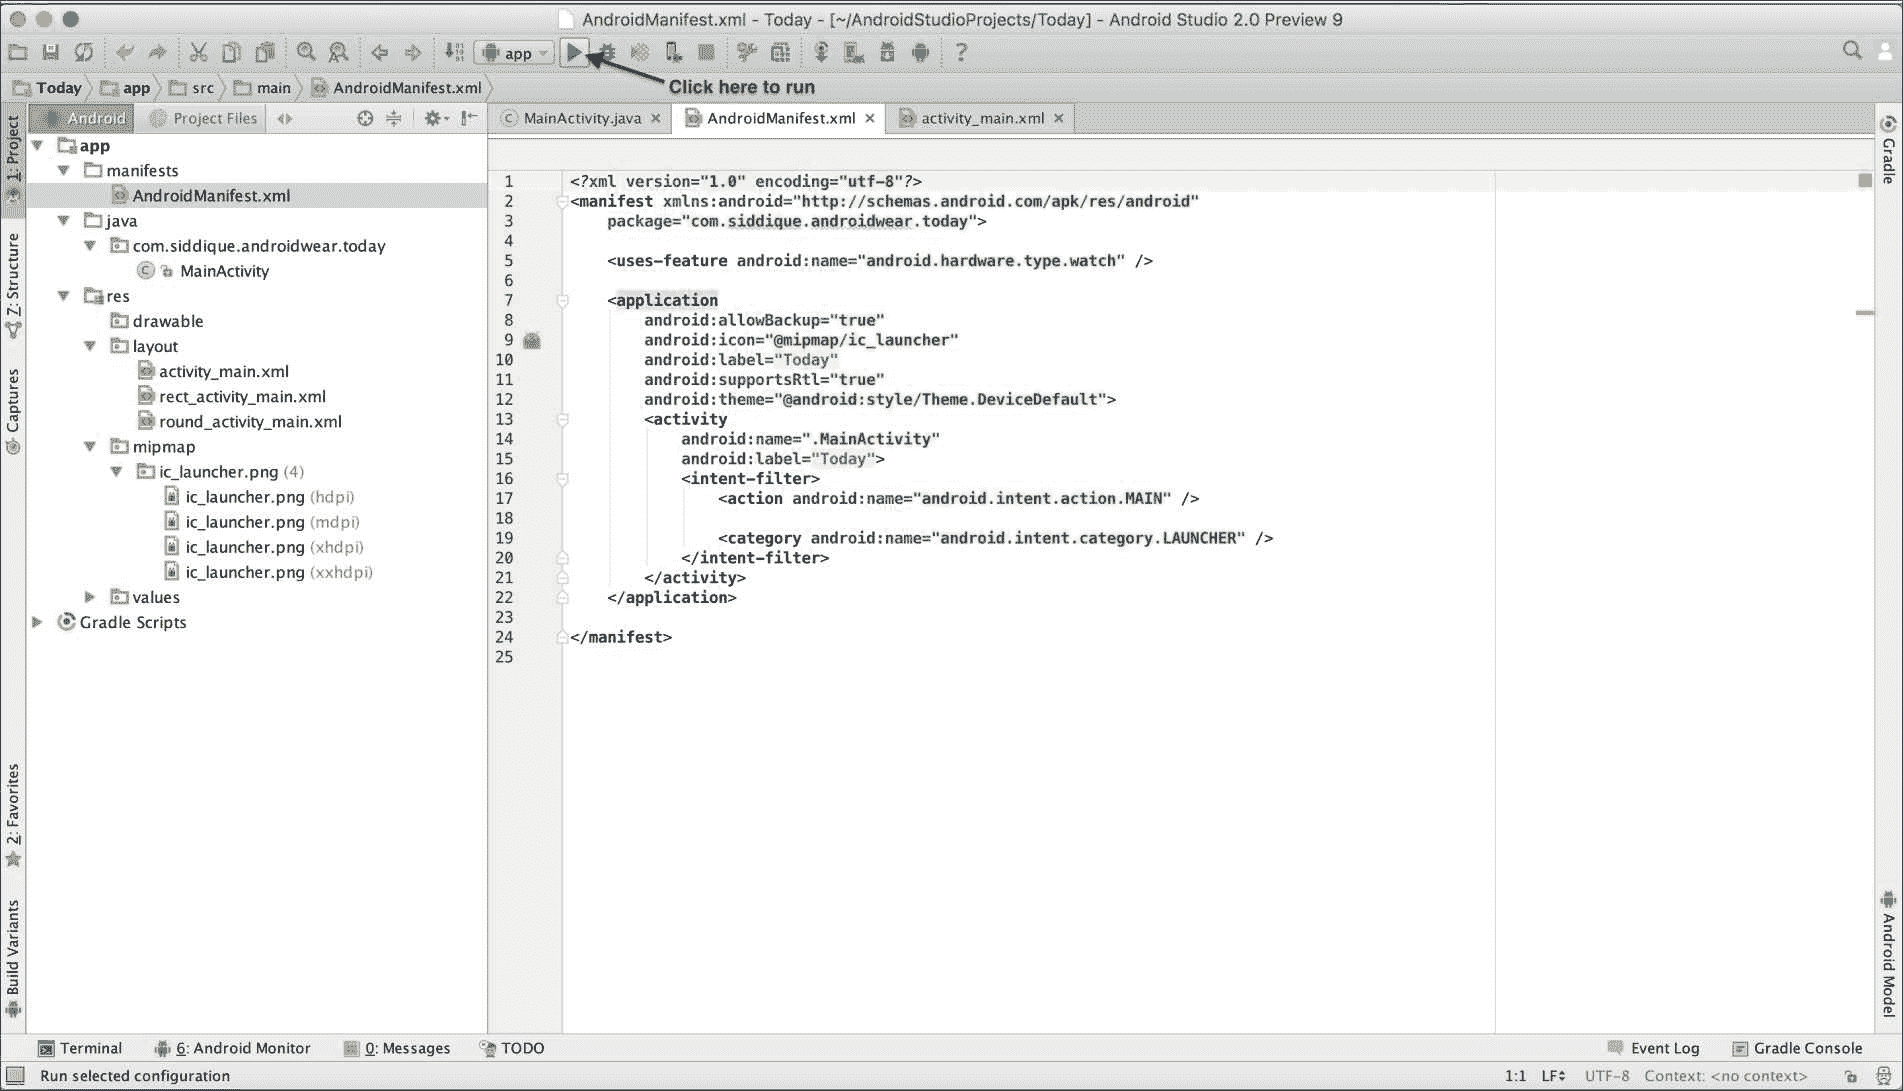 AndroidManifest.xml - Today - [~/AndroidStudioProjects/Today] - Android Studio 2.0 Preview 9
app
Click here to run
Today app src main AndroidManifest.xml
Android Project Files
MainActivity.java AndroidManifest.xml activity_main.xml
1: Project
Z: Structure
Captures
2: Favorites
Build Variants
app
manifests
AndroidManifest.xml
java
com.siddique.androidwear.today
MainActivity
res
drawable
layout
activity_main.xml
rect_activity_main.xml
round_activity_main.xml
mipmap
ic_launcher.png (4)
ic_launcher.png (hdpi)
ic_launcher.png (mdpi)
ic_launcher.png (xhdpi)
ic_launcher.png (xxhdpi)
values
Gradle Scripts
1 <?xml version="1.0" encoding="utf-8"?>
2 <manifest xmlns:android="http://schemas.android.com/apk/res/android"
3 package="com.siddique.androidwear.today">
4
5 <uses-feature android:name="android.hardware.type.watch" />
6
7 <application
8 android:allowBackup="true"
9 android:icon="@mipmap/ic_launcher"
10 android:label="Today"
11 android:supportsRtl="true"
12 android:theme="@android:style/Theme.DeviceDefault">
13 <activity
14 android:name=".MainActivity"
15 android:label="Today">
16 <intent-filter>
17 <action android:name="android.intent.action.MAIN" />
18
19 <category android:name="android.intent.category.LAUNCHER" />
20 </intent-filter>
21 </activity>
22 </application>
23
24 </manifest>
25
Gradle
Android Model
Terminal 6: Android Monitor 0: Messages TODO Event Log Gradle Console
Run selected configuration 1:1 LF UTF-8 Context: <no context>